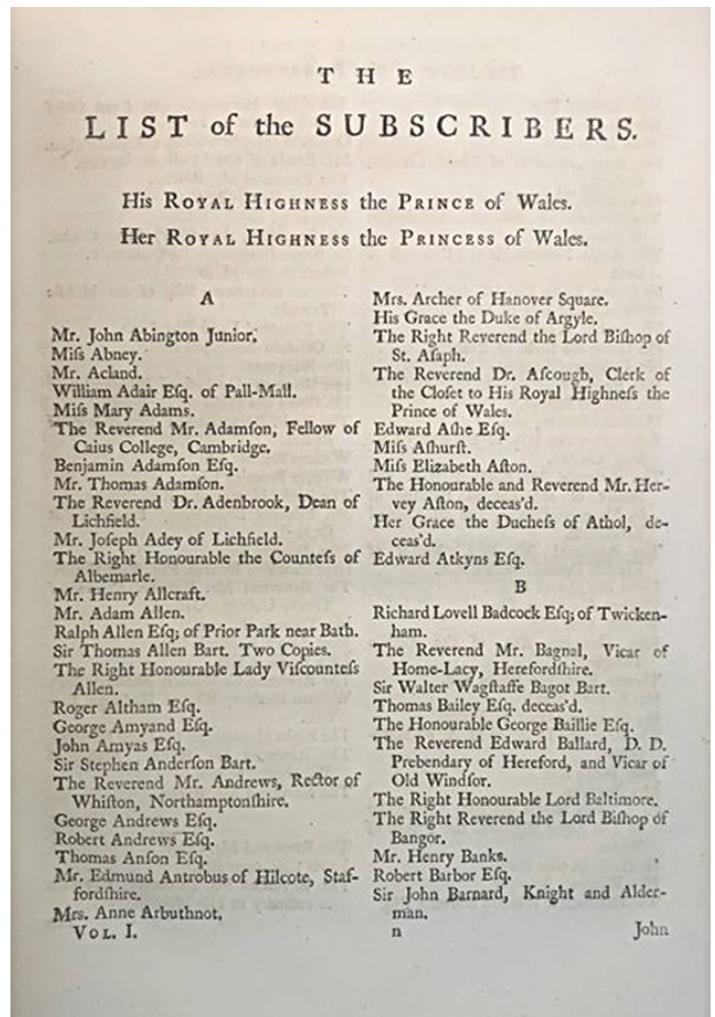 THE
LIST of the SUBSCRIBERS.
His ROYAL HIGHNESS the PRINCE of Wales.
Her ROYAL HIGHNESS the PRINCESS of Wales.
A
Mr. John Abington Junior.
Miſs Abney.
Mr. Acland.
William Adair Eſq. of Pall-Mall.
Miſs Mary Adams.
The Reverend Mr. Adamſon, Fellow of
Caius College, Cambridge.
Benjamin Adamſon Eſq.
Mr. Thomas Adamſon.
The Reverend Dr. Adenbrook, Dean of
Lichfield.
Mr. Joſeph Adey of Lichfield.
The Right Honourable the Counteſs of
Albemarle.
Mr. Henry Allcraft.
Mr. Adam Allen.
Ralph Allen Eſq; of Prior Park near Bath.
Sir Thomas Allen Bart. Two Copies.
The Right Honourable Lady Viſcounteſs
Allen.
Roger Altham Eſq.
George Amyand Eſq.
John Amyas Eſq.
Sir Stephen Anderſon Bart.
The Reverend Mr. Andrews, Rector of
Whiſton, Northamptonſhire.
George Andrews Eſq.
Robert Andrews Eſq.
Thomas Anſon Eſq.
Mr. Edmund Antrobus of Hilcote, Staf-
fordſhire.
Mrs. Anne Arbuthnot.
VOL. I.
Mrs. Archer of Hanover Square.
His Grace the Duke of Argyle.
The Right Reverend the Lord Biſhop of
St. Aſaph.
The Reverend Dr. Aſcough, Clerk of
the Cloſet to His Royal Highneſs the
Prince of Wales.
Edward Aſhe Eſq.
Miſs Aſhurſt.
Miſs Elizabeth Aſton.
The Honourable and Reverend Mr. Her-
vey Aſton, deceas'd.
Her Grace the Ducheſs of Athol, de-
ceas'd.
Edward Atkyns Eſq.
B
Richard Lovell Badcock Eſq; of Twicken-
ham.
The Reverend Mr. Bagnal, Vicar of
Home-Lacy, Herefordſhire.
Sir Walter Wagſtaffe Bagot Bart.
Thomas Bailey Eſq. deceas'd.
The Honourable George Baillie Eſq.
The Reverend Edward Ballard, D. D.
Prebendary of Hereford, and Vicar of
Old Windſor.
The Right Honourable Lord Baltimore.
The Right Reverend the Lord Biſhop of
Bangor.
Mr. Henry Banks.
Robert Barbor Eſq.
Sir John Barnard, Knight and Alder-
man.
n
John